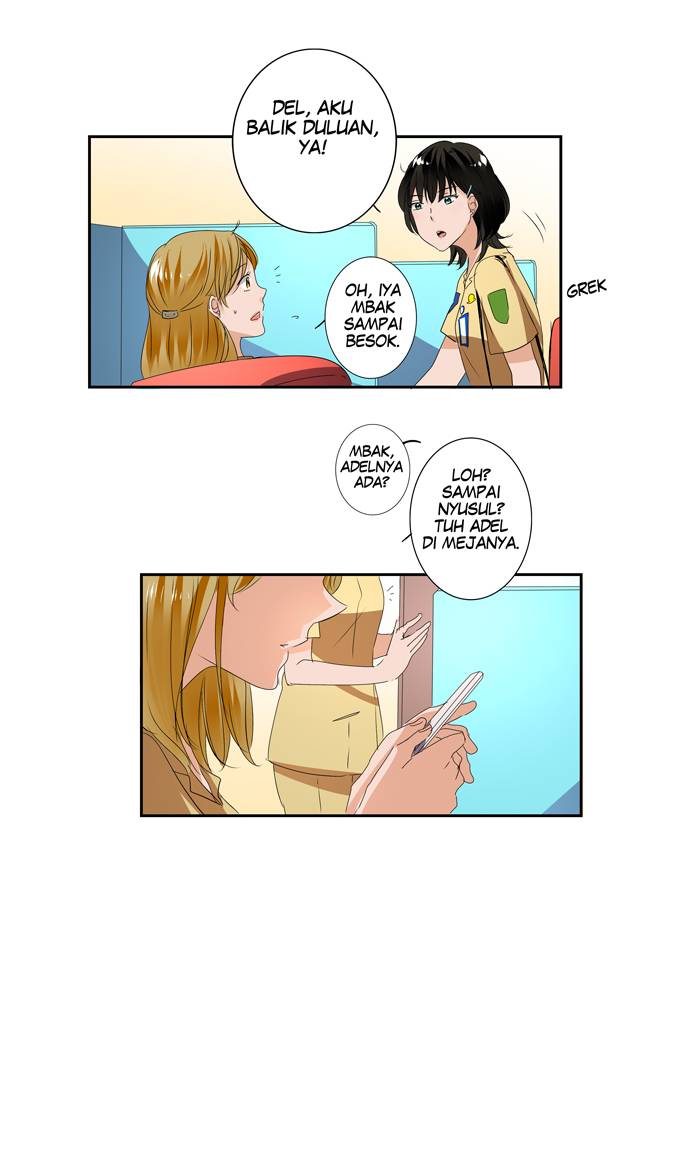 DEL, AKU
BALIK DULUAN,
YA!
OH, IYA
MBAK
SAMPAI
BESOK.
GREK
MBAK,
ADELNYA
ADA?
LOH?
SAMPAI
NYUSUL?
TUH ADEL
DI MEJANYA.